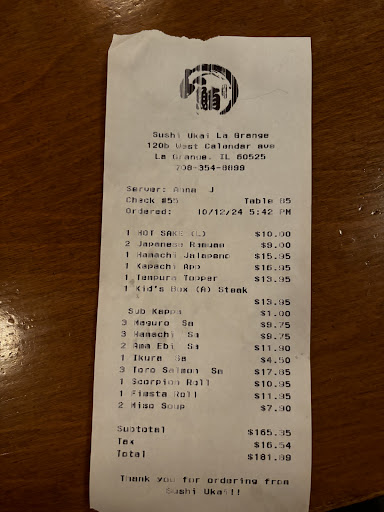 Sushi Ukai La Grange
120b West Calendar ave
La Grange, IL 60525
708-354-8899
Server: Anna J
Check #55 Table 85
Ordered: 10/12/24 5:42 PM
1 HOT SAKE (L) $10.00
2 Japanese Ramune $9.00
1 Hamachi Jalapeno $15.95
1 Kapachi App $16.95
1 Tempura Topper $13.95
1 Kid's Box (A) Steak
$13.95
Sub Kappa $1.00
3 Maguro Sa $9.75
3 Hamachi Sa $9.75
2 Ama Ebi Sa $11.90
1 Ikura Sa $4.50
3 Toro Salmon Sa $17.85
1 Scorpion Roll $10.95
1 Fiesta Roll $11.95
2 Miso Soup $7.90
Subtotal $165.35
Tax $16.54
Total $181.89
Thank you for ordering from
Sushi Ukai!!